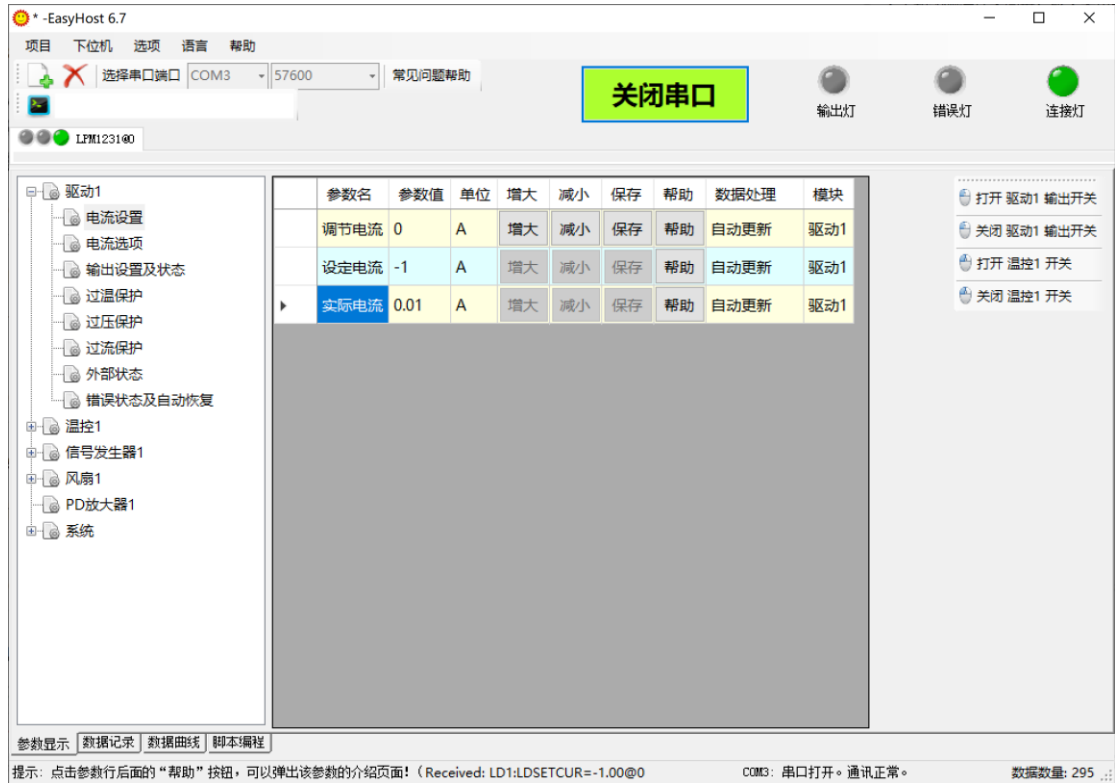 * -EasyHost 6.7
项目 下位机 选项 语言 帮助
选择串口端口 COM3 57600 常见问题帮助
关闭串口
输出灯 错误灯 连接灯
LPM1231@0
驱动1
电流设置
电流选项
输出设置及状态
过温保护
过压保护
过流保护
外部状态
错误状态及自动恢复
温控1
信号发生器1
风扇1
PD放大器1
系统
参数名 参数值 单位 增大 减小 保存 帮助 数据处理 模块
调节电流 0 A 增大 减小 保存 帮助 自动更新 驱动1
设定电流 -1 A 增大 减小 保存 帮助 自动更新 驱动1
实际电流 0.01 A 增大 减小 保存 帮助 自动更新 驱动1
打开 驱动1 输出开关
关闭 驱动1 输出开关
打开 温控1 开关
关闭 温控1 开关
参数显示 数据记录 数据曲线 脚本编程
提示: 点击参数行后面的“帮助”按钮,可以弹出该参数的介绍页面!(Received: LD1:LDSETCUR=-1.00@0 COM3: 串口打开。通讯正常。 数据数量: 295